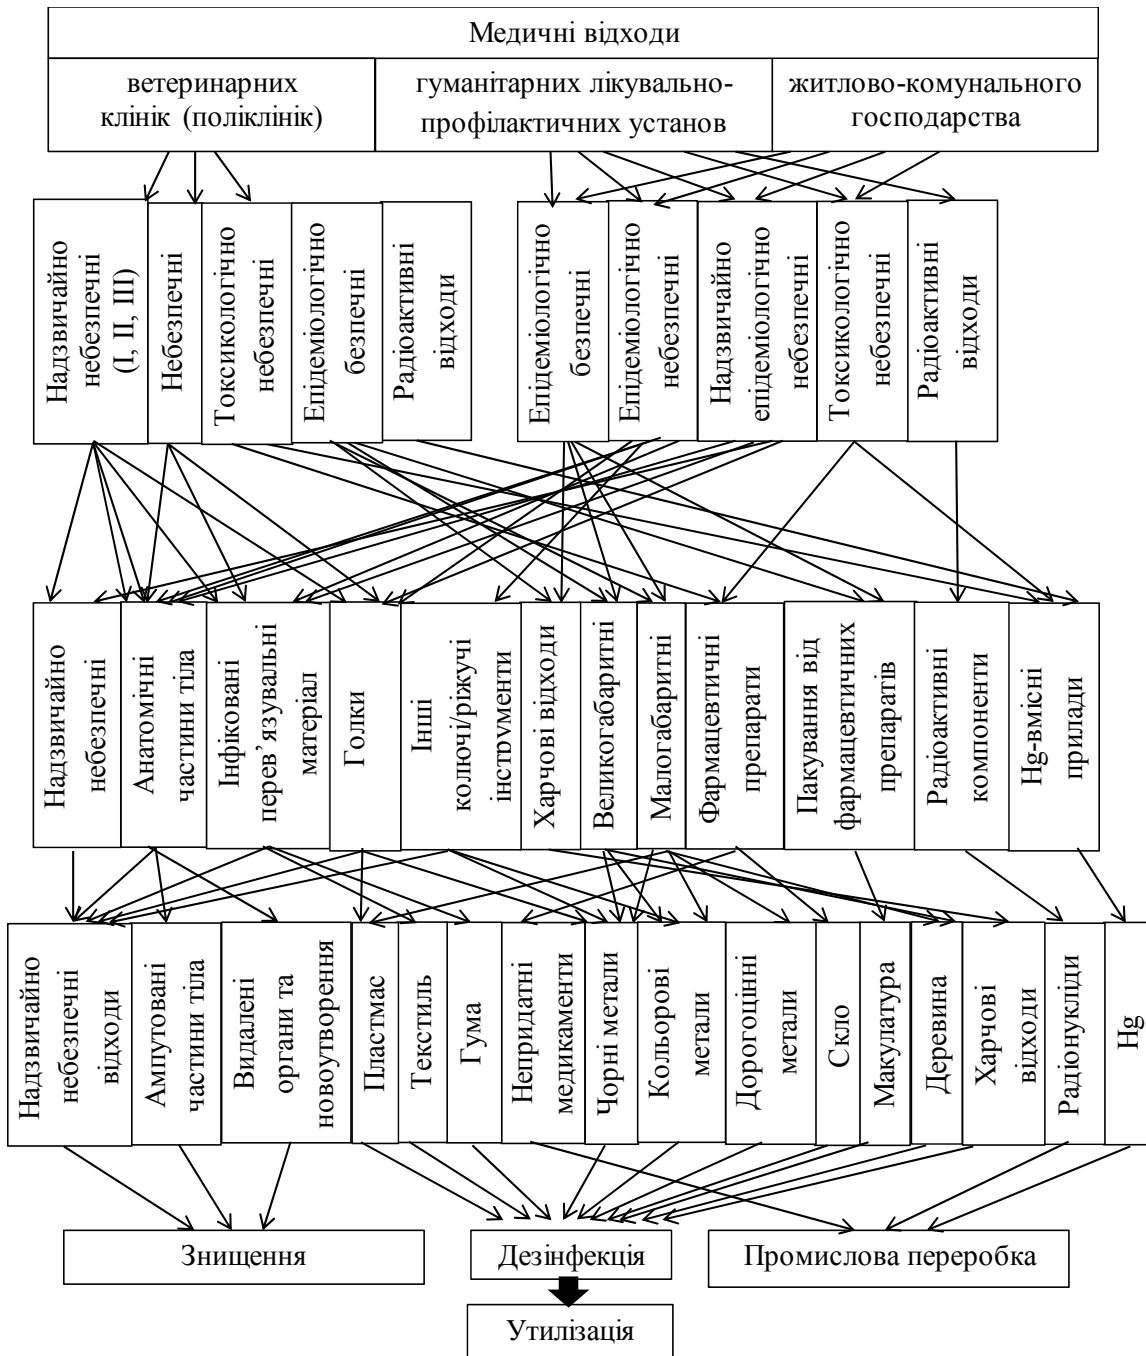 Медичні відходи
ветеринарних
клінік (поліклінік)
гуманітарних лікувально-
профілактичних установ
житлово-комунального
господарства
Надзвичайно
небезпечні
(I, II, III)
Небезпечні
Токсикологічно
небезпечні
Епідеміологічно
безпечні
Радіоактивні
відходи
Епідеміологічно
безпечні
Епідеміологічно
небезпечні
Надзвичайно
епідеміологічно
небезпечні
Токсикологічно
небезпечні
Радіоактивні
відходи
Надзвичайно
небезпечні
Анатомічні
частини тіла
Інфіковані
перев’язувальні
матеріал
Голки
Інші
колючі/ріжучі
інструменти
Харчові відходи
Великогабаритні
Малогабаритні
Фармацевтичні
препарати
Пакування від
фармацевтичних
препаратів
Радіоактивні
компоненти
Hg-вмісні
прилади
Надзвичайно
небезпечні
відходи
Ампутовані
частини тіла
Видалені
органи та
новоутворення
Пластмас
Текстиль
Гума
Непридатні
медикаменти
Чорні метали
Кольорові
метали
Дорогоцінні
метали
Скло
Макулатура
Деревина
Харчові
відходи
Радіонукліди
Hg
Знищення
Дезінфекція
Промислова переробка
Утилізація